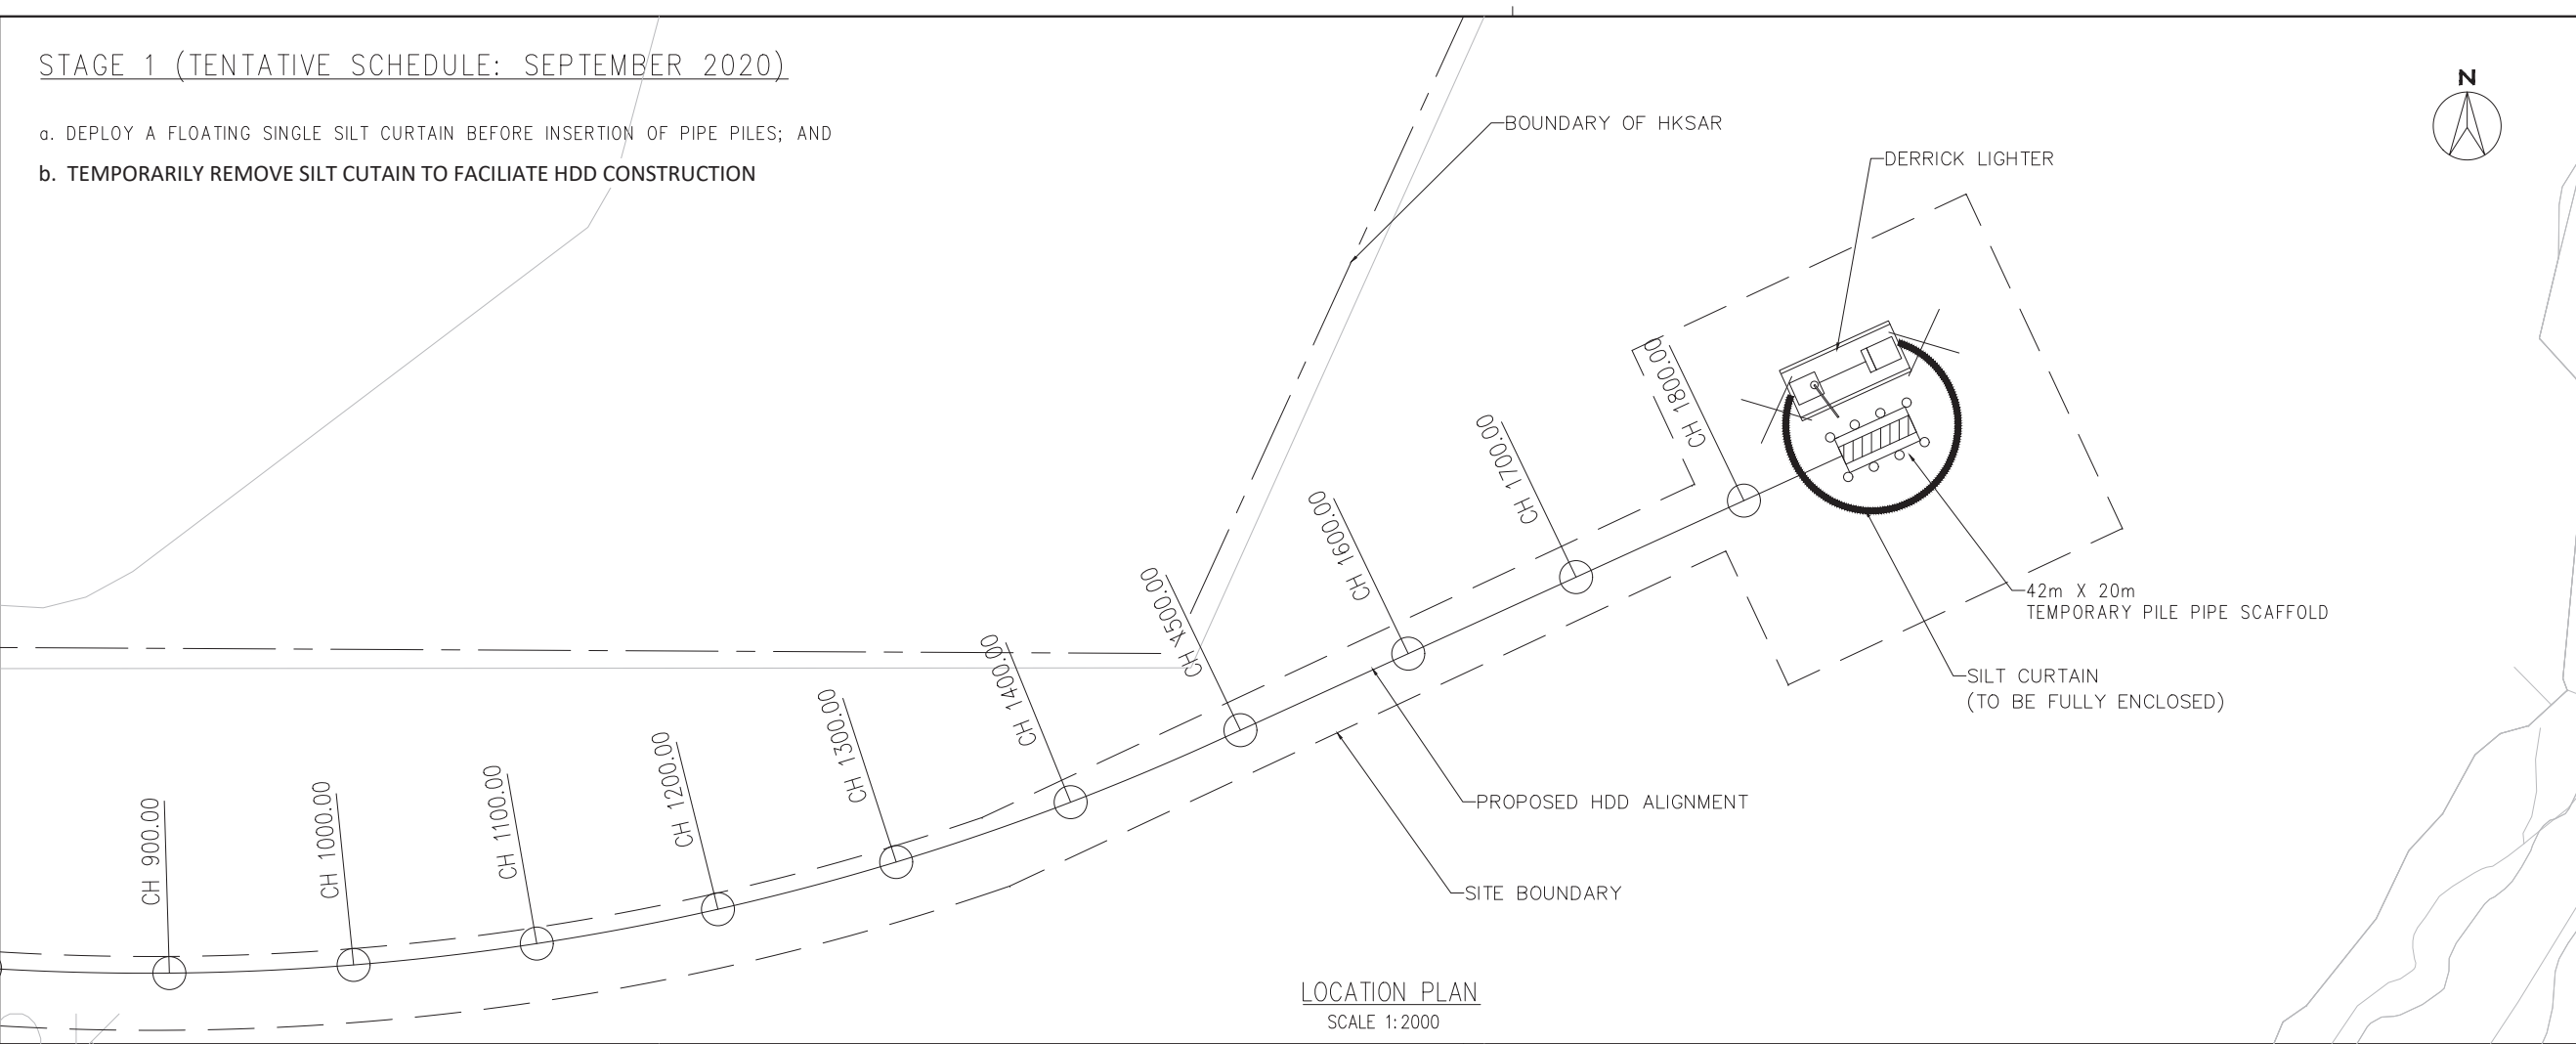 STAGE 1 (TENTATIVE SCHEDULE: SEPTEMBER 2020)
a. DEPLOY A FLOATING SINGLE SILT CURTAIN BEFORE INSERTION OF PIPE PILES; AND
b. TEMPORARILY REMOVE SILT CUTAIN TO FACILIATE HDD CONSTRUCTION
N
BOUNDARY OF HKSAR
DERRICK LIGHTER
CH 1800.00
CH 1700.00
CH 1600.00
CH 1500.00
CH 1400.00
CH 1300.00
CH 1200.00
CH 1100.00
CH 1000.00
CH 900.00
42m X 20m
TEMPORARY PILE PIPE SCAFFOLD
SILT CURTAIN
(TO BE FULLY ENCLOSED)
PROPOSED HDD ALIGNMENT
SITE BOUNDARY
LOCATION PLAN
SCALE 1:2000